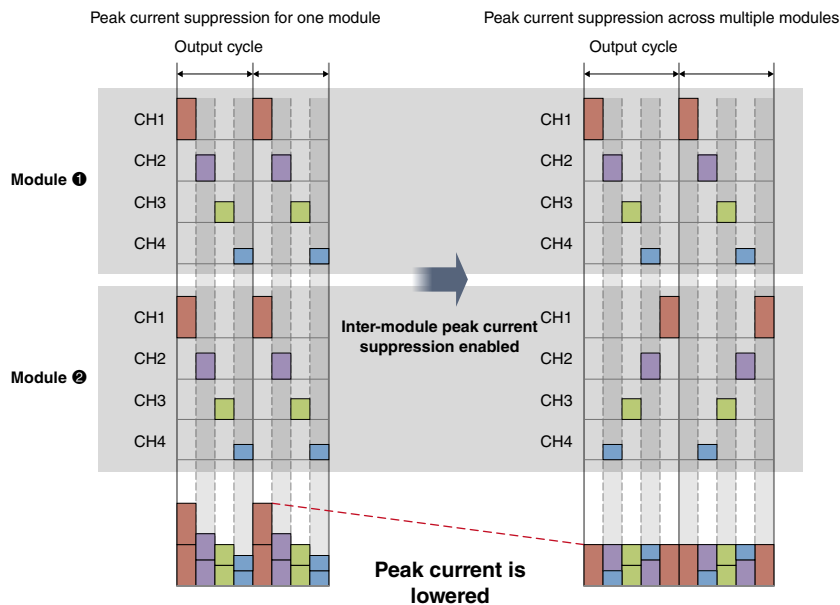 Peak current suppression for one module
Peak current suppression across multiple modules
Output cycle
Output cycle
Module ❶
CH1
CH2
CH3
CH4
CH1
CH2
CH3
CH4
Module ❷
CH1
CH2
CH3
CH4
CH1
CH2
CH3
CH4
Inter-module peak current
suppression enabled
Peak current is
lowered